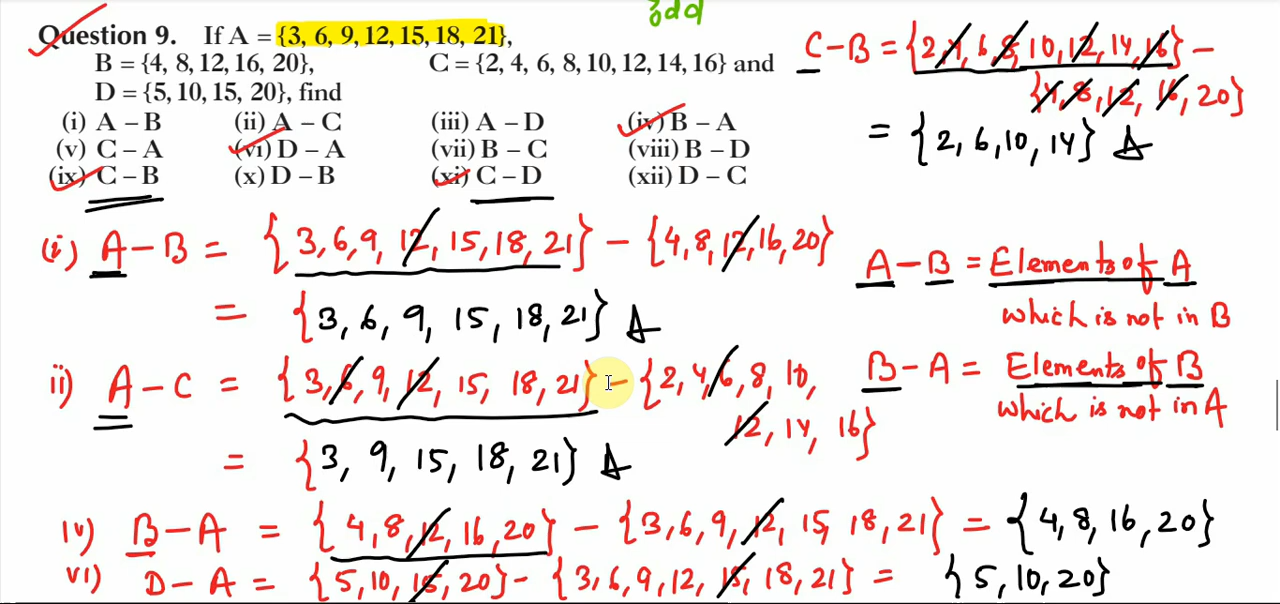 odd
Question 9. If A = {3, 6, 9, 12, 15, 18, 21},
B = {4, 8, 12, 16, 20}, C = {2, 4, 6, 8, 10, 12, 14, 16} and
D = {5, 10, 15, 20}, find
(i) A – B (ii) A – C (iii) A – D (iv) B – A
(v) C – A (vi) D – A (vii) B – C (viii) B – D
(ix) C – B (x) D – B (xi) C – D (xii) D – C
C-B = {2, 4, 6, 8, 10, 12, 14, 16} -
{4, 8, 12, 16, 20}
= {2, 6, 10, 14} A
(i) A-B = {3, 6, 9, 12, 15, 18, 21} - {4, 8, 12, 16, 20}
= {3, 6, 9, 15, 18, 21} A
A-B = Elements of A
which is not in B
ii) A-C = {3, 6, 9, 12, 15, 18, 21} - {2, 4, 6, 8, 10,
12, 14, 16}
= {3, 9, 15, 18, 21} A
B-A = Elements of B
which is not in A
iv) B-A = {4, 8, 12, 16, 20} - {3, 6, 9, 12, 15, 18, 21} = {4, 8, 16, 20}
vi) D-A = {5, 10, 15, 20} - {3, 6, 9, 12, 15, 18, 21} = {5, 10, 20}